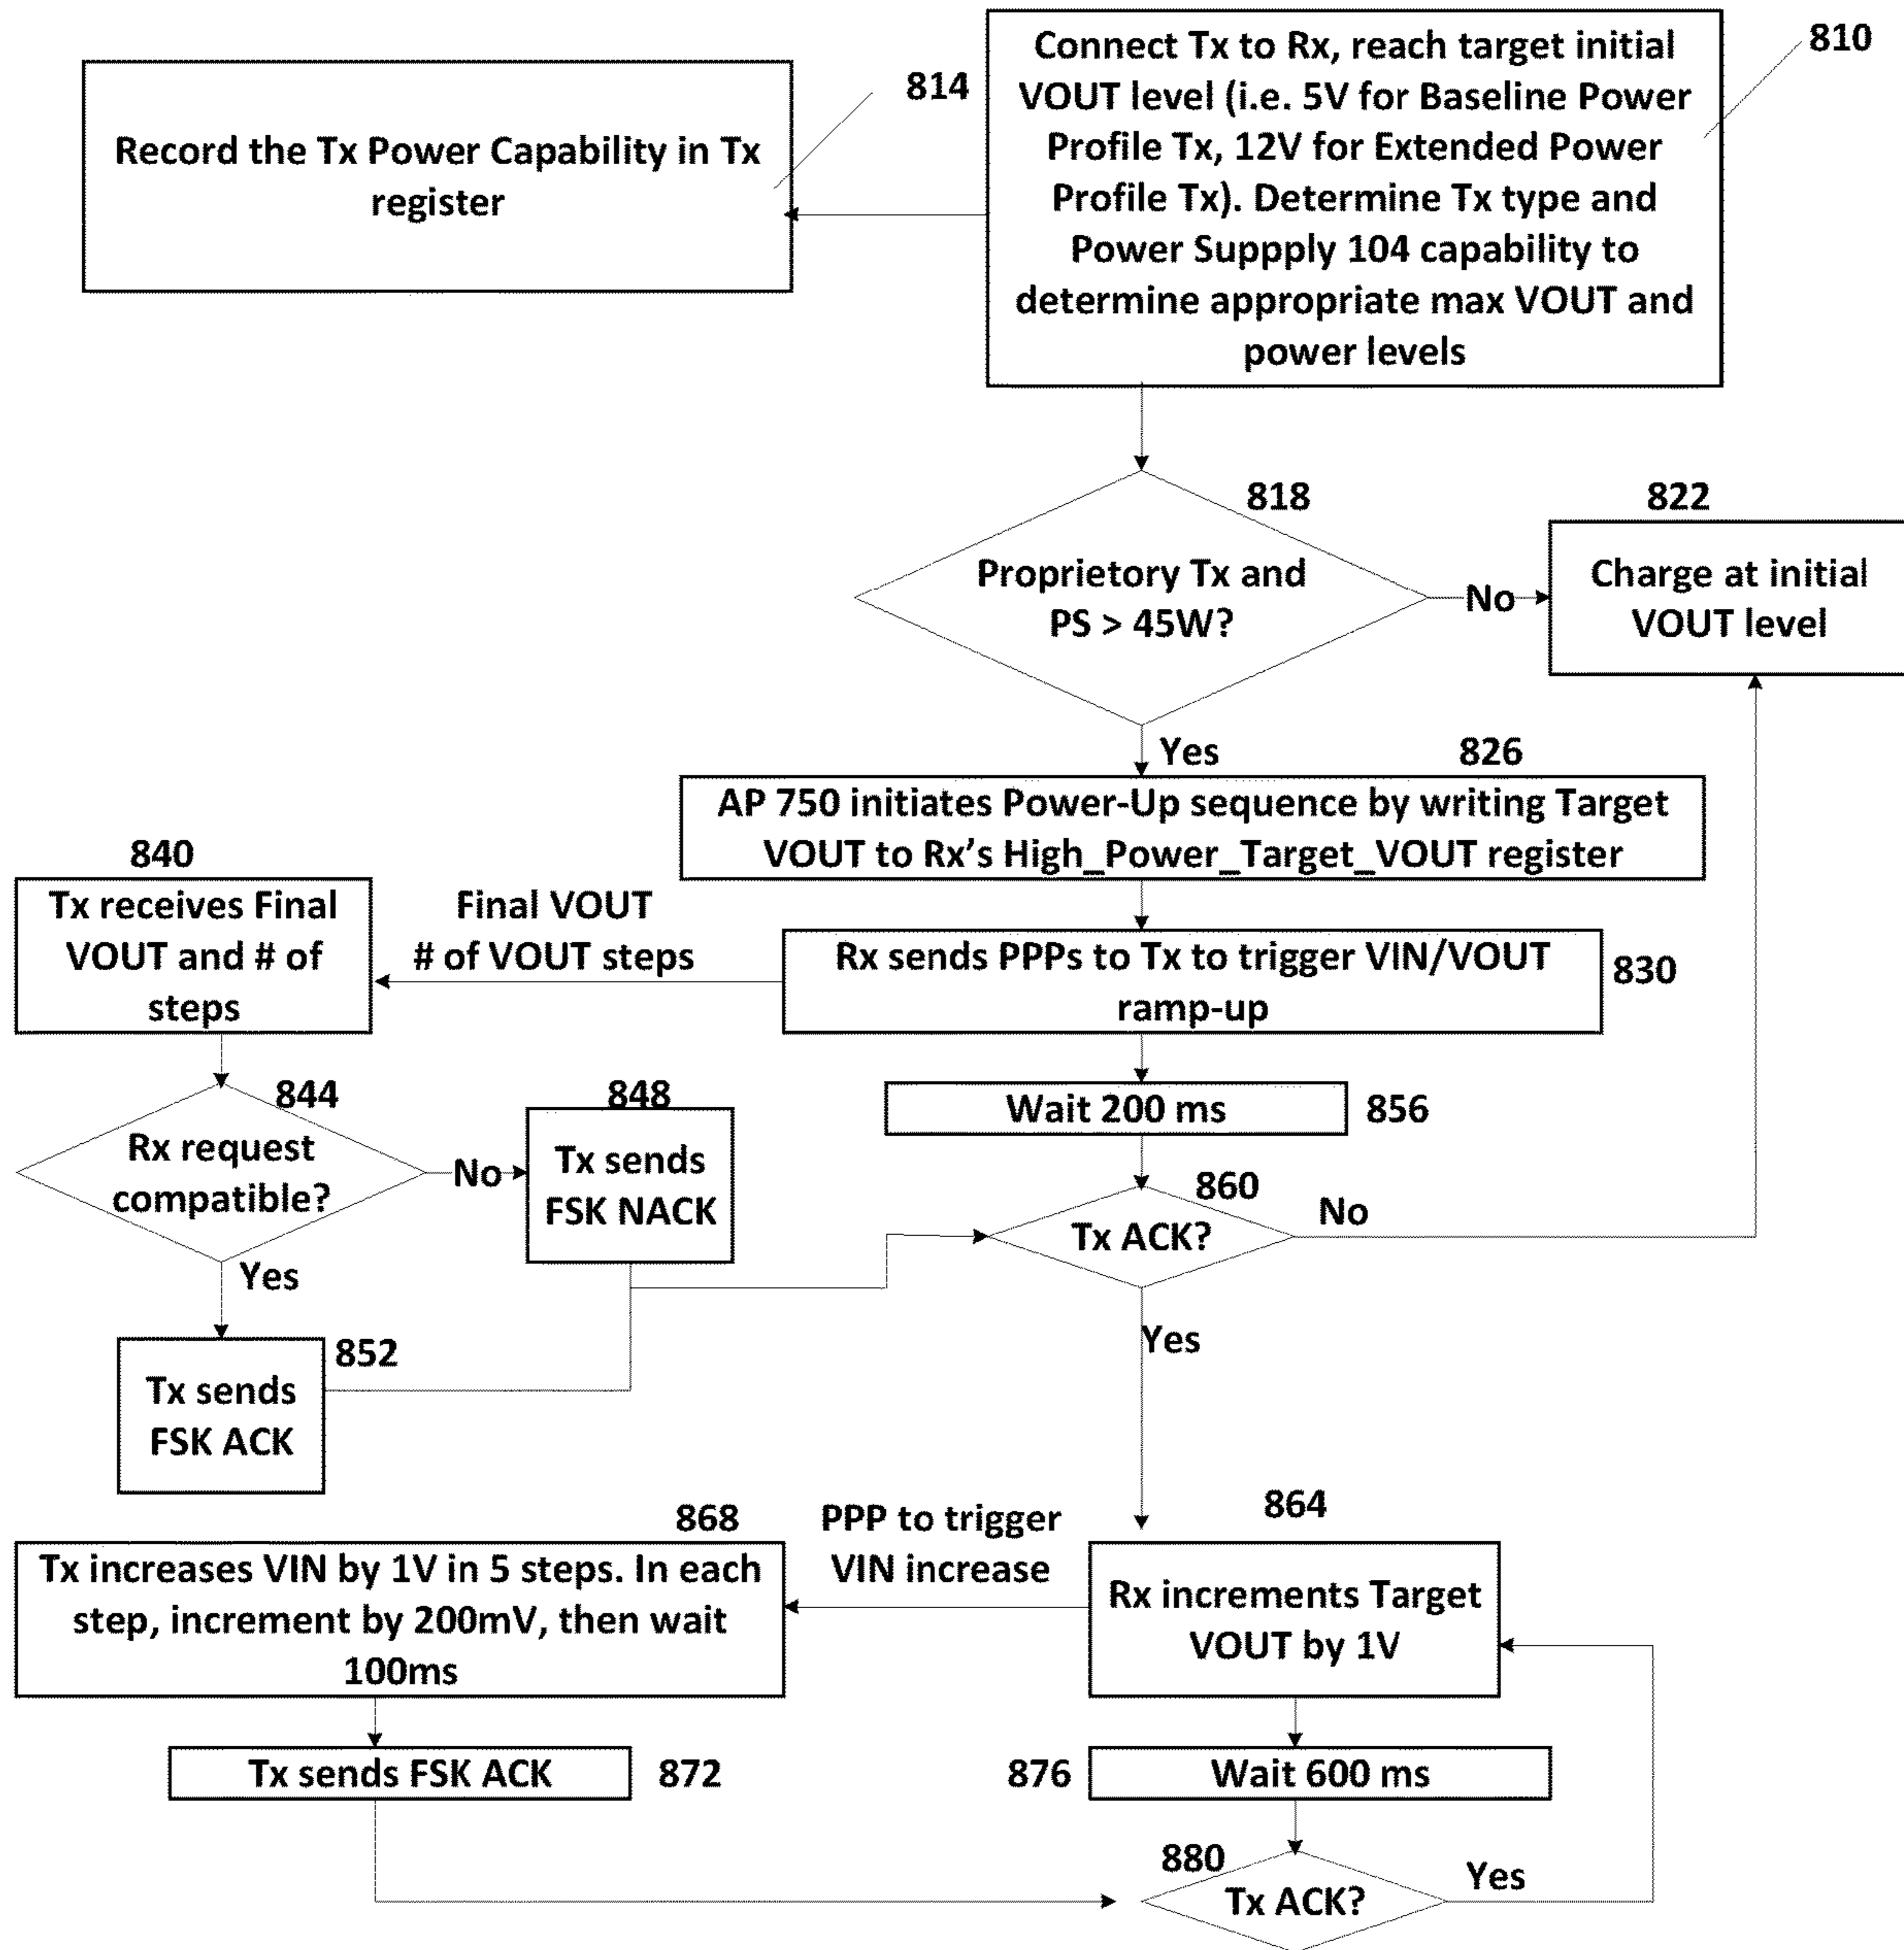 Connect Tx to Rx, reach target initial
VOUT level (i.e. 5V for Baseline Power
Profile Tx, 12V for Extended Power
Profile Tx). Determine Tx type and
Power Suppply 104 capability to
determine appropriate max VOUT and
power levels
810
814
Record the Tx Power Capability in Tx
register
818
Proprietory Tx and
PS > 45W?
No
822
Charge at initial
VOUT level
Yes
826
AP 750 initiates Power-Up sequence by writing Target
VOUT to Rx's High_Power_Target_VOUT register
840
Tx receives Final
VOUT and # of
steps
Final VOUT
# of VOUT steps
Rx sends PPPs to Tx to trigger VIN/VOUT
ramp-up
830
844
Rx request
compatible?
No
848
Tx sends
FSK NACK
Wait 200 ms
856
860
Tx ACK?
No
Yes
852
Tx sends
FSK ACK
Yes
864
868
PPP to trigger
VIN increase
Tx increases VIN by 1V in 5 steps. In each
step, increment by 200mV, then wait
100ms
Rx increments Target
VOUT by 1V
Tx sends FSK ACK
872
876
Wait 600 ms
880
Tx ACK?
Yes